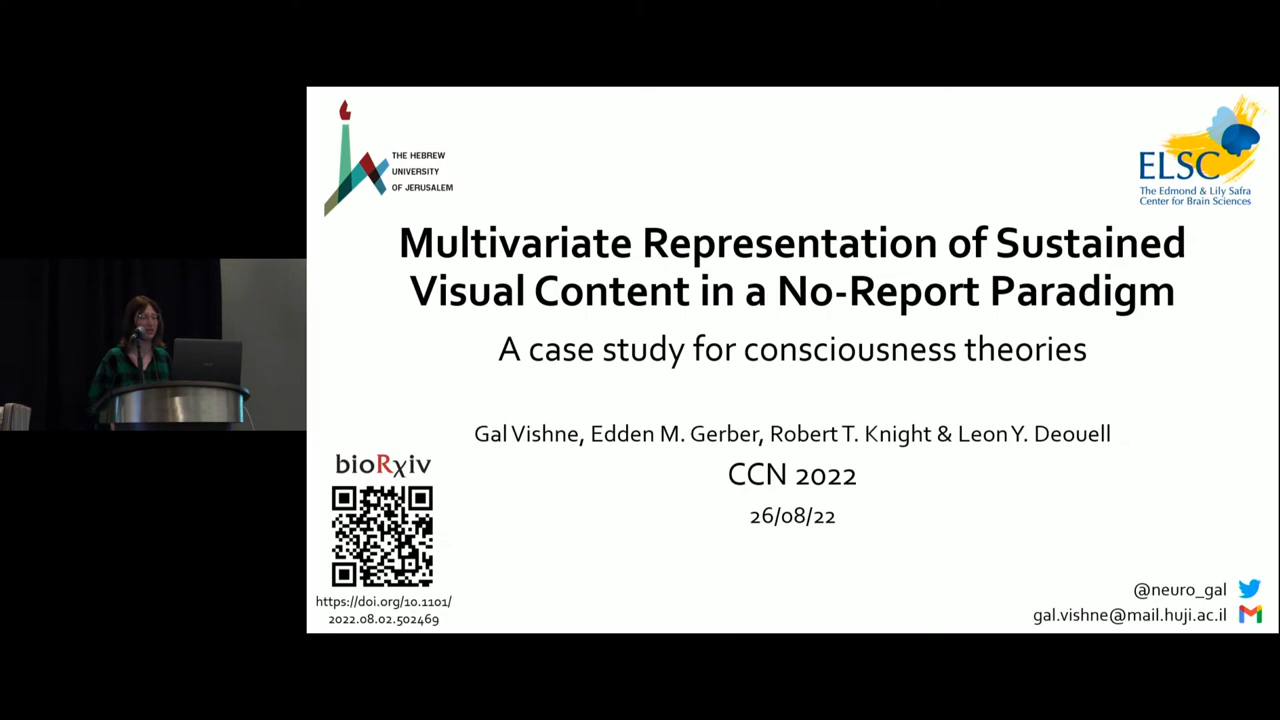 THE HEBREW
UNIVERSITY
OF JERUSALEM
ELSC
The Edmond & Lily Safra
Center for Brain Sciences
Multivariate Representation of Sustained
Visual Content in a No-Report Paradigm
A case study for consciousness theories
Gal Vishne, Edden M. Gerber, Robert T. Knight & Leon Y. Deouell
CCN 2022
26/08/22
bioRxiv
https://doi.org/10.1101/
2022.08.02.502469
@neuro_gal
gal.vishne@mail.huji.ac.il